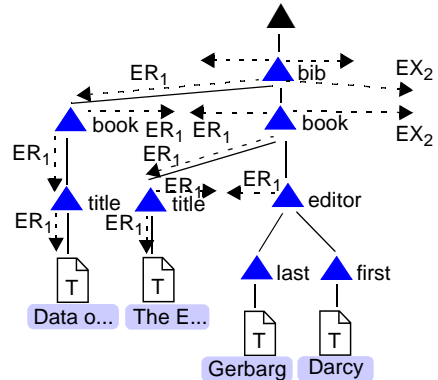 ER1 bib EX2
book ER1 ER1 book EX2
ER1 ER1
title ER1 title ER1 editor
ER1 ER1
last first
T T
Data o... The E...
T T
Gerbarg Darcy